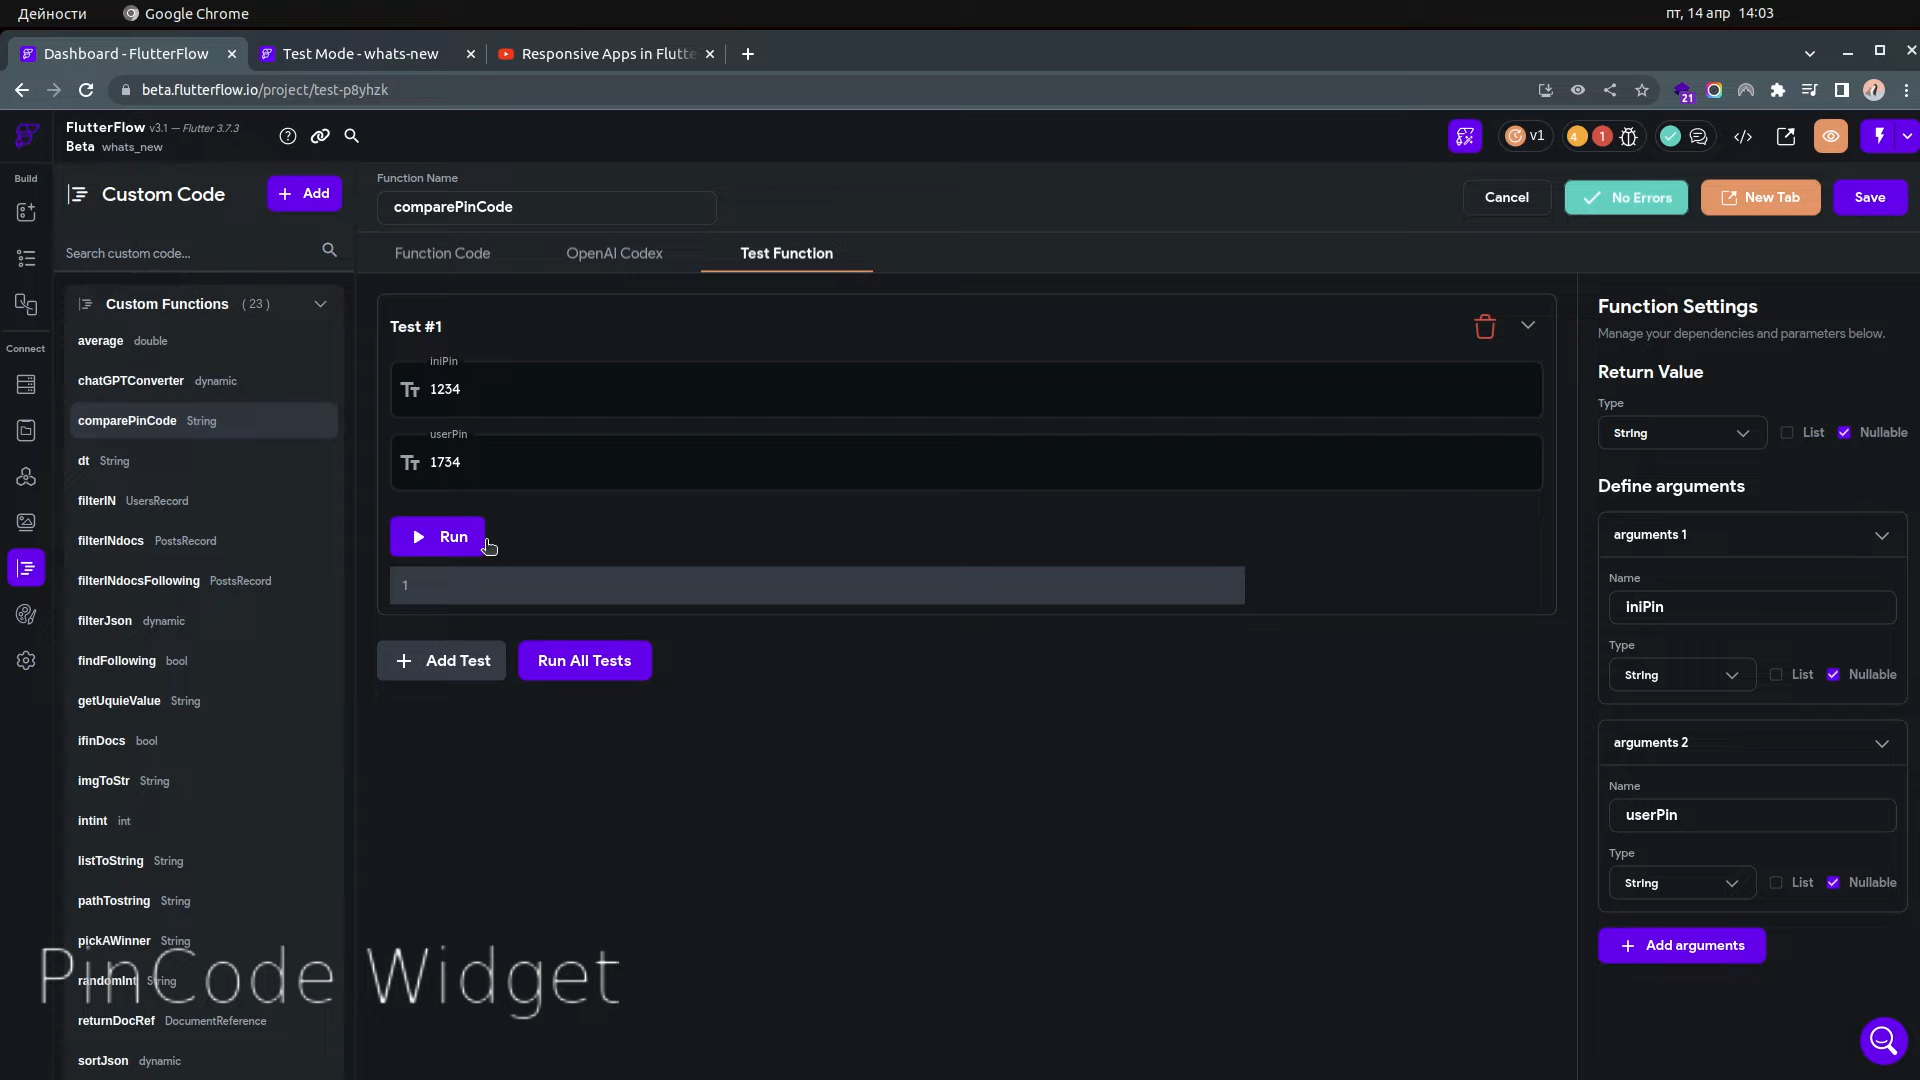 Дейности
Google Chrome
пт, 14 апр 14:03
Dashboard - FlutterFlow
Test Mode - whats-new
Responsive Apps in Flutte
beta.flutterflow.io/project/test-p8yhzk
21
FlutterFlow v3.1 — Flutter 3.7.3
Beta whats_new
v1
4
1
Build
Connect
Custom Code
Add
Search custom code...
Custom Functions ( 23 )
average double
chatGPTConverter dynamic
comparePinCode String
dt String
filterIN UsersRecord
filterINdocs PostsRecord
filterINdocsFollowing PostsRecord
filterJson dynamic
findFollowing bool
getUquieValue String
ifinDocs bool
imgToStr String
intint int
listToString String
pathTostring String
pickAWinner String
randomInt String
returnDocRef DocumentReference
sortJson dynamic
PinCode Widget
Function Name
comparePinCode
Cancel
No Errors
New Tab
Save
Function Code
OpenAI Codex
Test Function
Test #1
iniPin
1234
userPin
1734
Run
1
Add Test
Run All Tests
Function Settings
Manage your dependencies and parameters below.
Return Value
Type
String
List
Nullable
Define arguments
arguments 1
Name
iniPin
Type
String
List
Nullable
arguments 2
Name
userPin
Type
String
List
Nullable
Add arguments